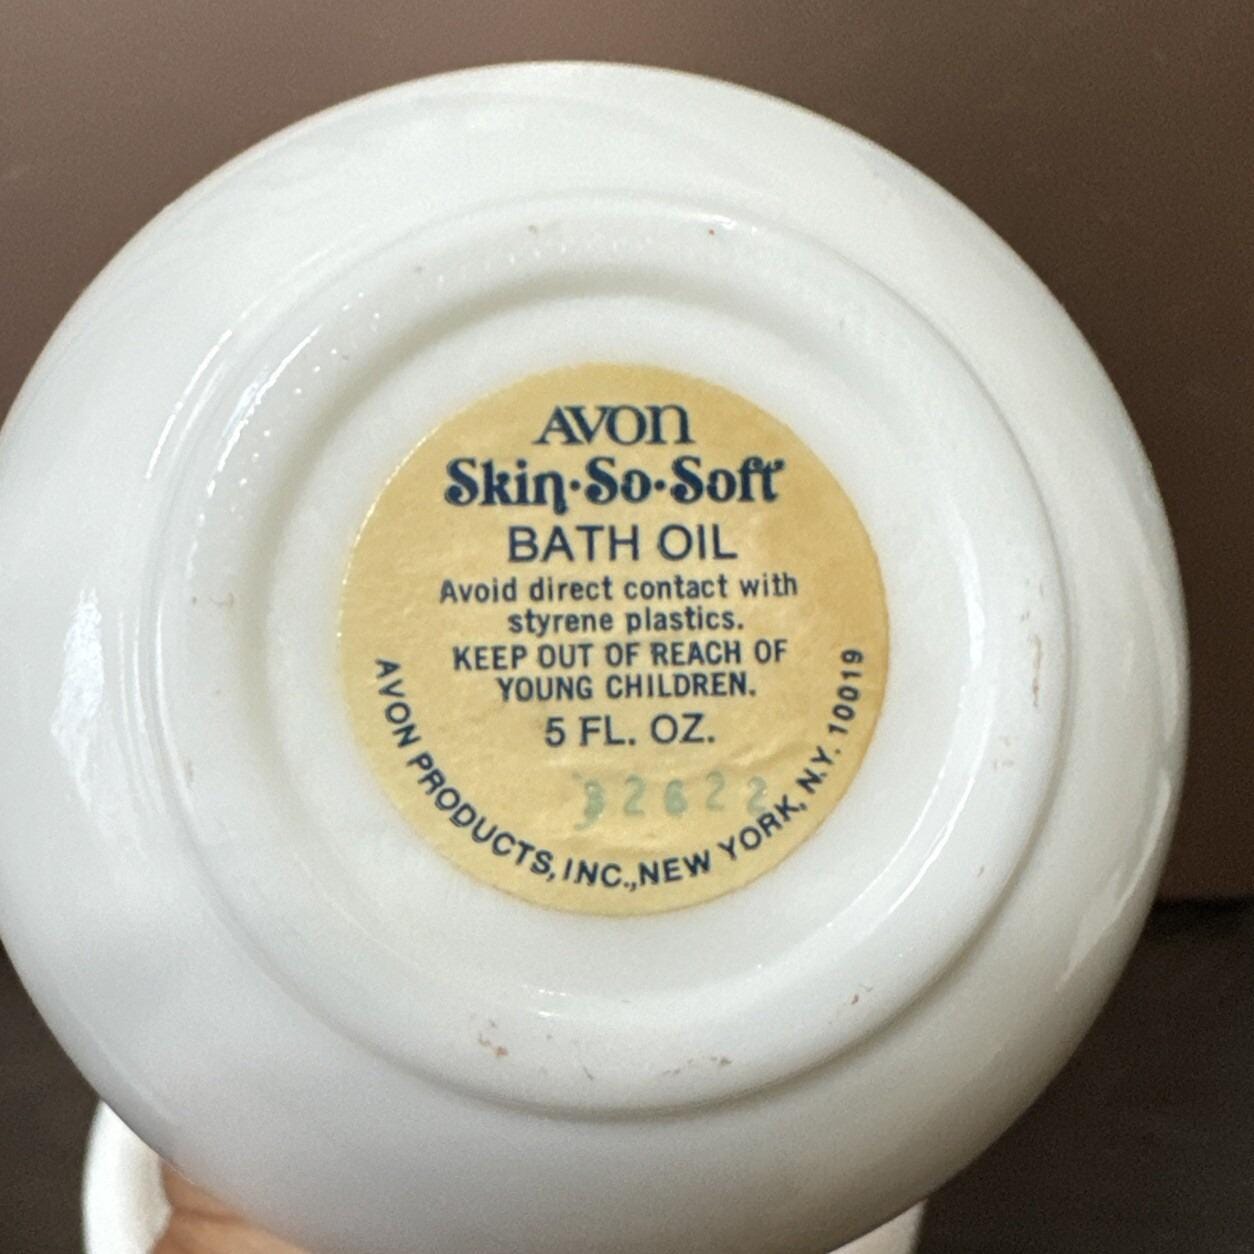 AVON
Skin·So·Soft
BATH OIL
Avoid direct contact with
styrene plastics.
KEEP OUT OF REACH OF
YOUNG CHILDREN.
5 FL. OZ.
32622
AVON PRODUCTS, INC., NEW YORK, N.Y. 10019